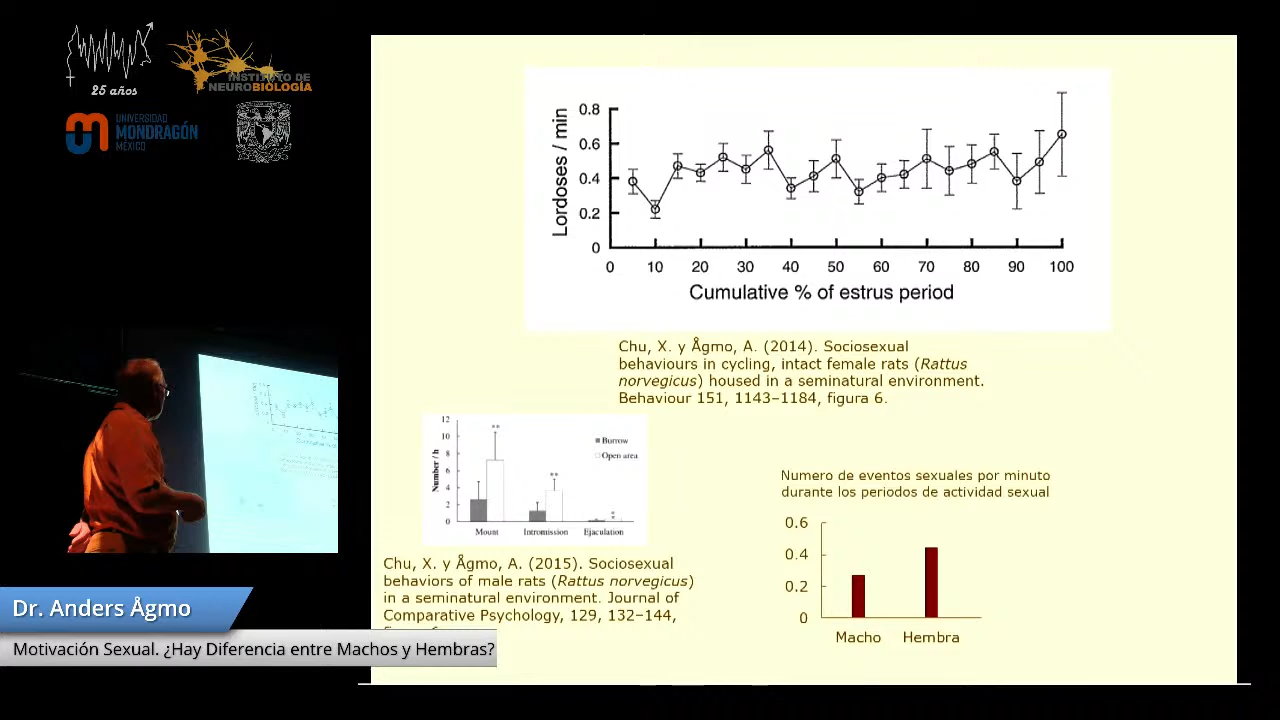 25 años
INSTITUTO DE
NEUROBIOLOGÍA
UNIVERSIDAD
MONDRAGÓN
MÉXICO
Lordoses / min
0.8
0.6
0.4
0.2
0
0 10 20 30 40 50 60 70 80 90 100
Cumulative % of estrus period
Chu, X. y Ågmo, A. (2014). Sociosexual
behaviours in cycling, intact female rats (Rattus
norvegicus) housed in a seminatural environment.
Behaviour 151, 1143–1184, figura 6.
Number / h
12
10
8
6
4
2
0
Burrow
Open area
** ** **
Mount Intromission Ejaculation
Chu, X. y Ågmo, A. (2015). Sociosexual
behaviors of male rats (Rattus norvegicus)
in a seminatural environment. Journal of
Comparative Psychology, 129, 132–144,
Numero de eventos sexuales por minuto
durante los periodos de actividad sexual
0.6
0.4
0.2
0
Macho Hembra
Dr. Anders Ågmo
Motivación Sexual. ¿Hay Diferencia entre Machos y Hembras?